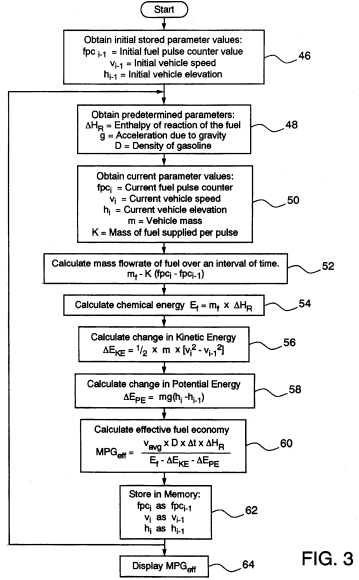 Start
Obtain initial stored parameter values:
fpc i-1 = Initial fuel pulse counter value
vi-1 = Initial vehicle speed
hi-1 = Initial vehicle elevation
46
Obtain predetermined parameters:
ΔHR = Enthalpy of reaction of the fuel
g = Acceleration due to gravity
D = Density of gasoline
48
Obtain current parameter values:
fpci = Current fuel pulse counter
vi = Current vehicle speed
hi = Current vehicle elevation
m = Vehicle mass
K = Mass of fuel supplied per pulse
50
Calculate mass flowrate of fuel over an interval of time.
mf - K (fpci - fpci-1)
52
Calculate chemical energy Ef = mf x ΔHR
54
Calculate change in Kinetic Energy
ΔEKE = 1/2 x m x [vi2 - vi-12]
56
Calculate change in Potential Energy
ΔEPE = mg(hi -hi-1)
58
Calculate effective fuel economy
MPGeff = vavg x D x Δt x ΔHR
Ef - ΔEKE - ΔEPE
60
Store in Memory:
fpci as fpci-1
vi as vi-1
hi as hi-1
62
Display MPGeff
64
FIG. 3